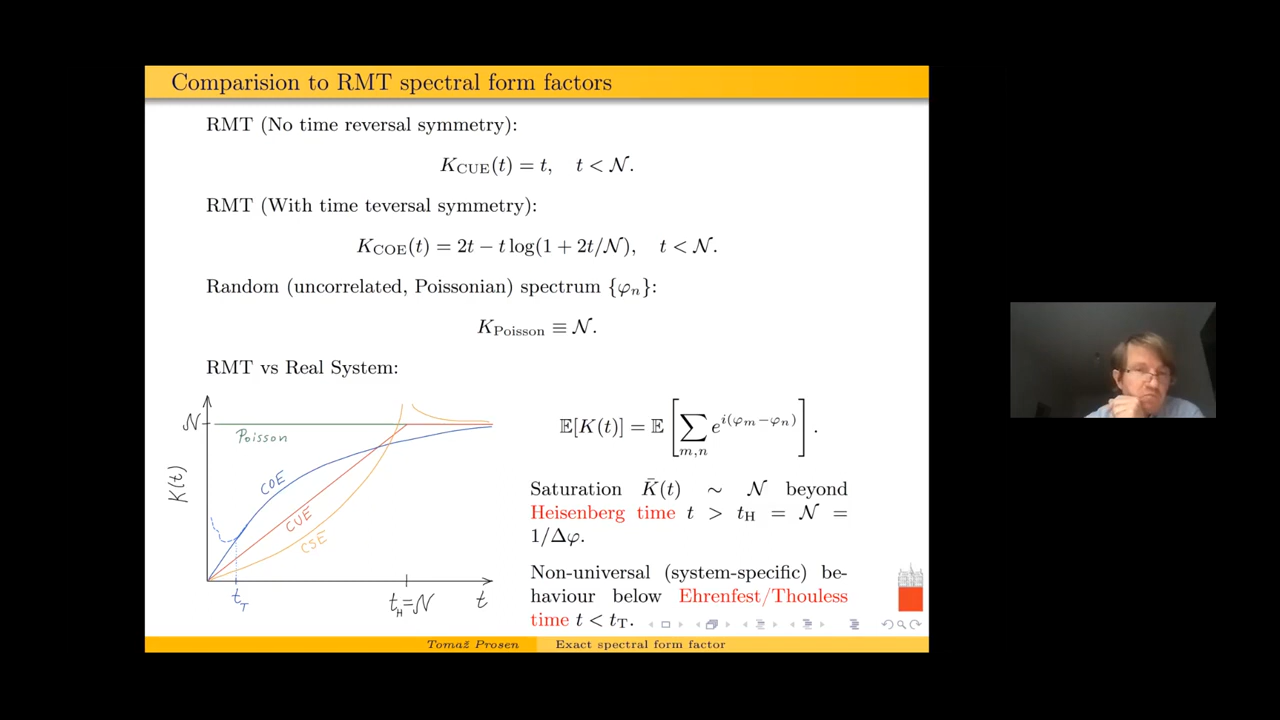 Comparision to RMT spectral form factors
RMT (No time reversal symmetry):
K_CUE(t) = t,    t < 𝒩.
RMT (With time teversal symmetry):
K_COE(t) = 2t − t log(1 + 2t/𝒩),    t < 𝒩.
Random (uncorrelated, Poissonian) spectrum {φ_n}:
K_Poisson ≡ 𝒩.
RMT vs Real System:
𝒩
Poisson
K(t)
COE
CUE
CSE
t_T
t_H=𝒩
t
𝔼[K(t)] = 𝔼[∑_{m,n} e^{i(φ_m−φ_n)}].
Saturation K̄(t) ∼ 𝒩 beyond
Heisenberg time t > t_H = 𝒩 =
1/Δφ.
Non-universal (system-specific) be-
haviour below Ehrenfest/Thouless
time t < t_T.
Tomaž Prosen
Exact spectral form factor